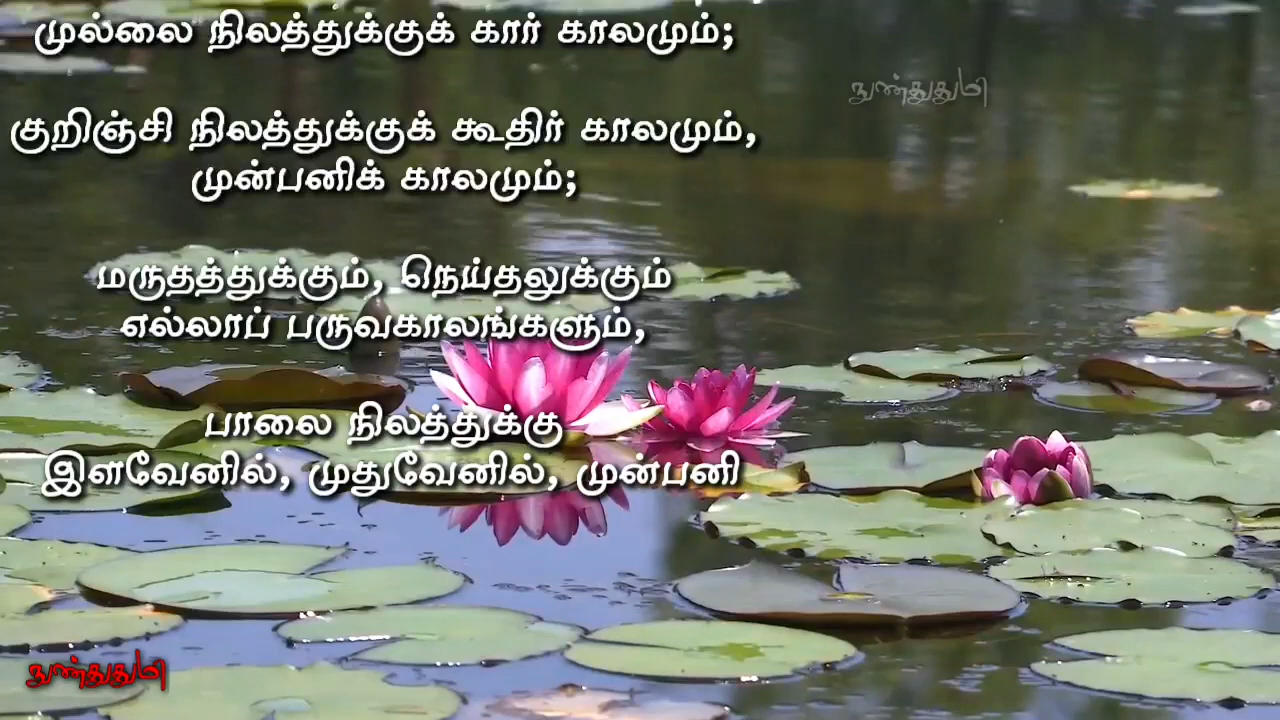 முல்லை நிலத்துக்குக் கார் காலமும்;
நுண்துதுமி
குறிஞ்சி நிலத்துக்குக் கூதிர் காலமும்,
முன்பனிக் காலமும்;
மருதத்துக்கும், நெய்தலுக்கும்
எல்லாப் பருவகாலங்களும்,
பாலை நிலத்துக்கு
இளவேனில், முதுவேனில், முன்பனி
நுண்துதுமி